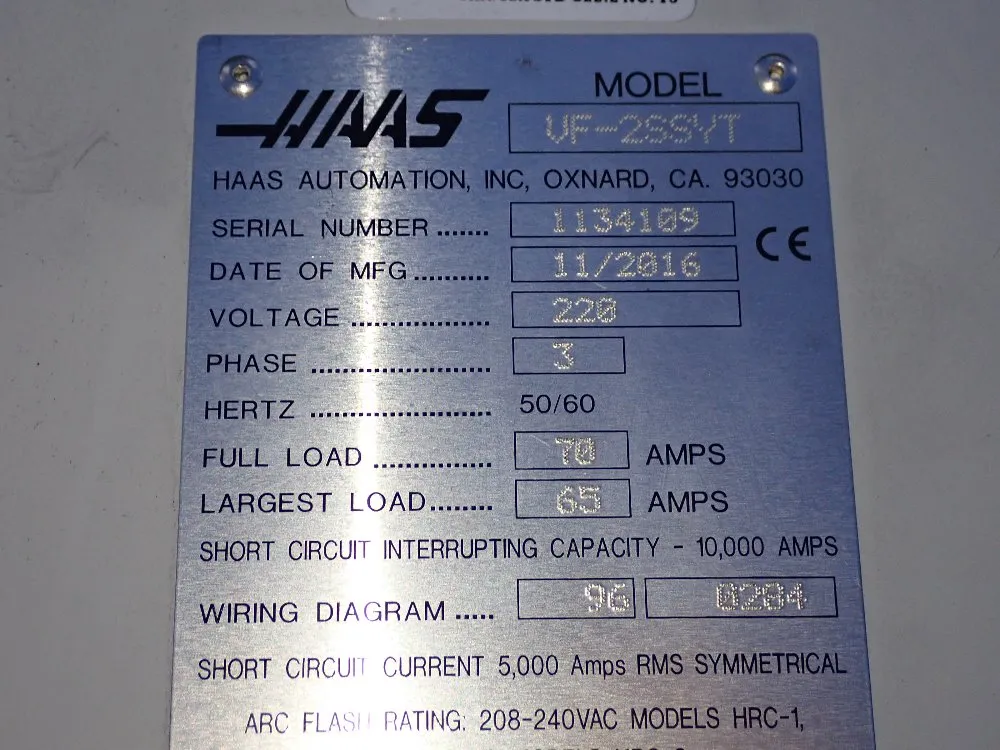 MODEL
HAAS VF-2SSYT
HAAS AUTOMATION, INC, OXNARD, CA. 93030
SERIAL NUMBER ....... 1134109
CE
DATE OF MFG .......... 11/2016
VOLTAGE .................. 220
PHASE ....................... 3
HERTZ ....................... 50/60
FULL LOAD ............... 70 AMPS
LARGEST LOAD........ 65 AMPS
SHORT CIRCUIT INTERRUPTING CAPACITY - 10,000 AMPS
WIRING DIAGRAM ..... 96 0284
SHORT CIRCUIT CURRENT 5,000 Amps RMS SYMMETRICAL
ARC FLASH RATING: 208-240VAC MODELS HRC-1,